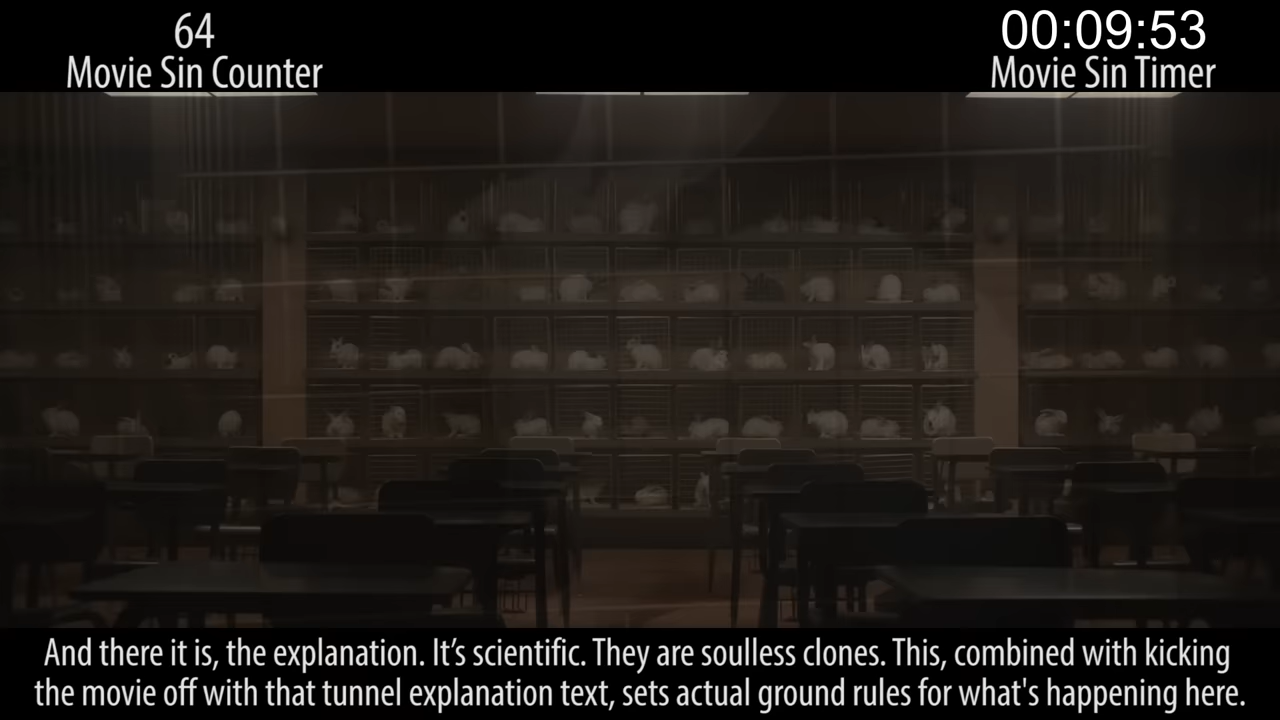 64
Movie Sin Counter
00:09:53
Movie Sin Timer
And there it is, the explanation. It’s scientific. They are soulless clones. This, combined with kicking
the movie off with that tunnel explanation text, sets actual ground rules for what's happening here.